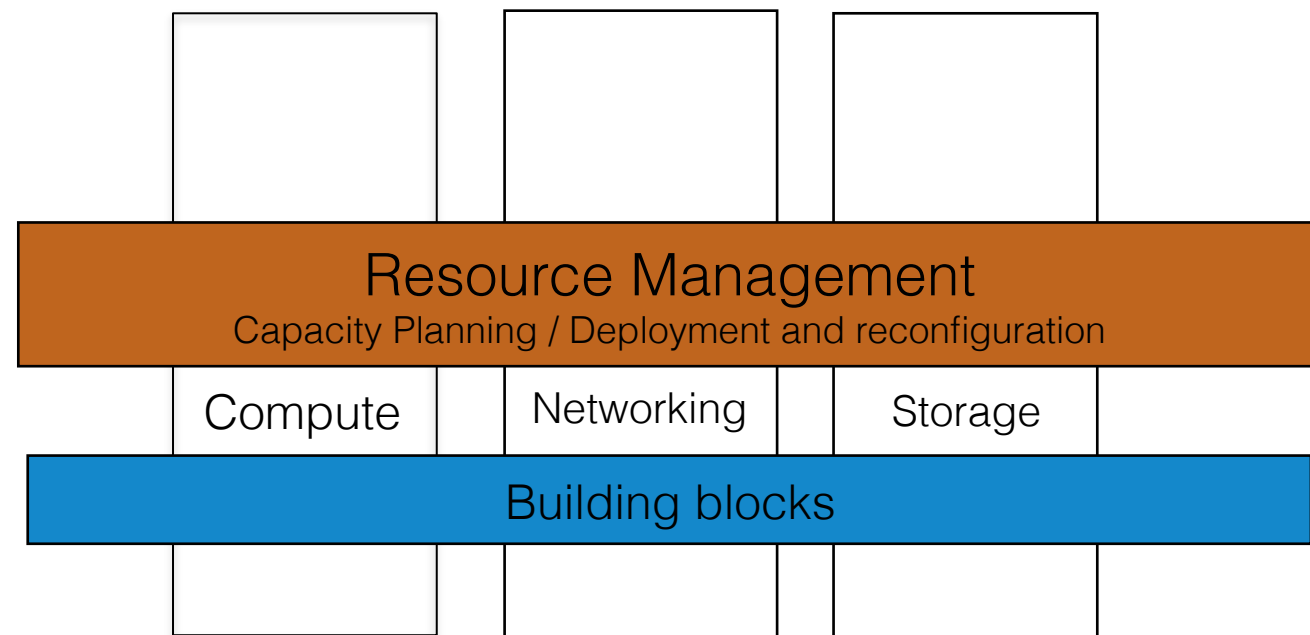 Resource Management
Capacity Planning / Deployment and reconfiguration
Compute
Networking
Storage
Building blocks